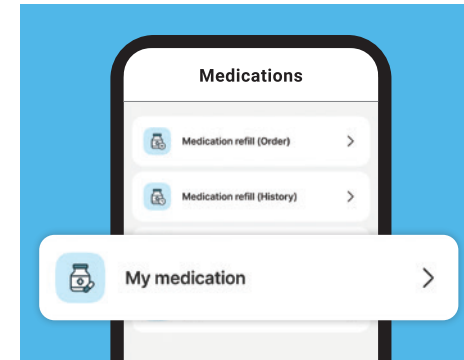 Medications
Medication refill (Order)
Medication refill (History)
My medication